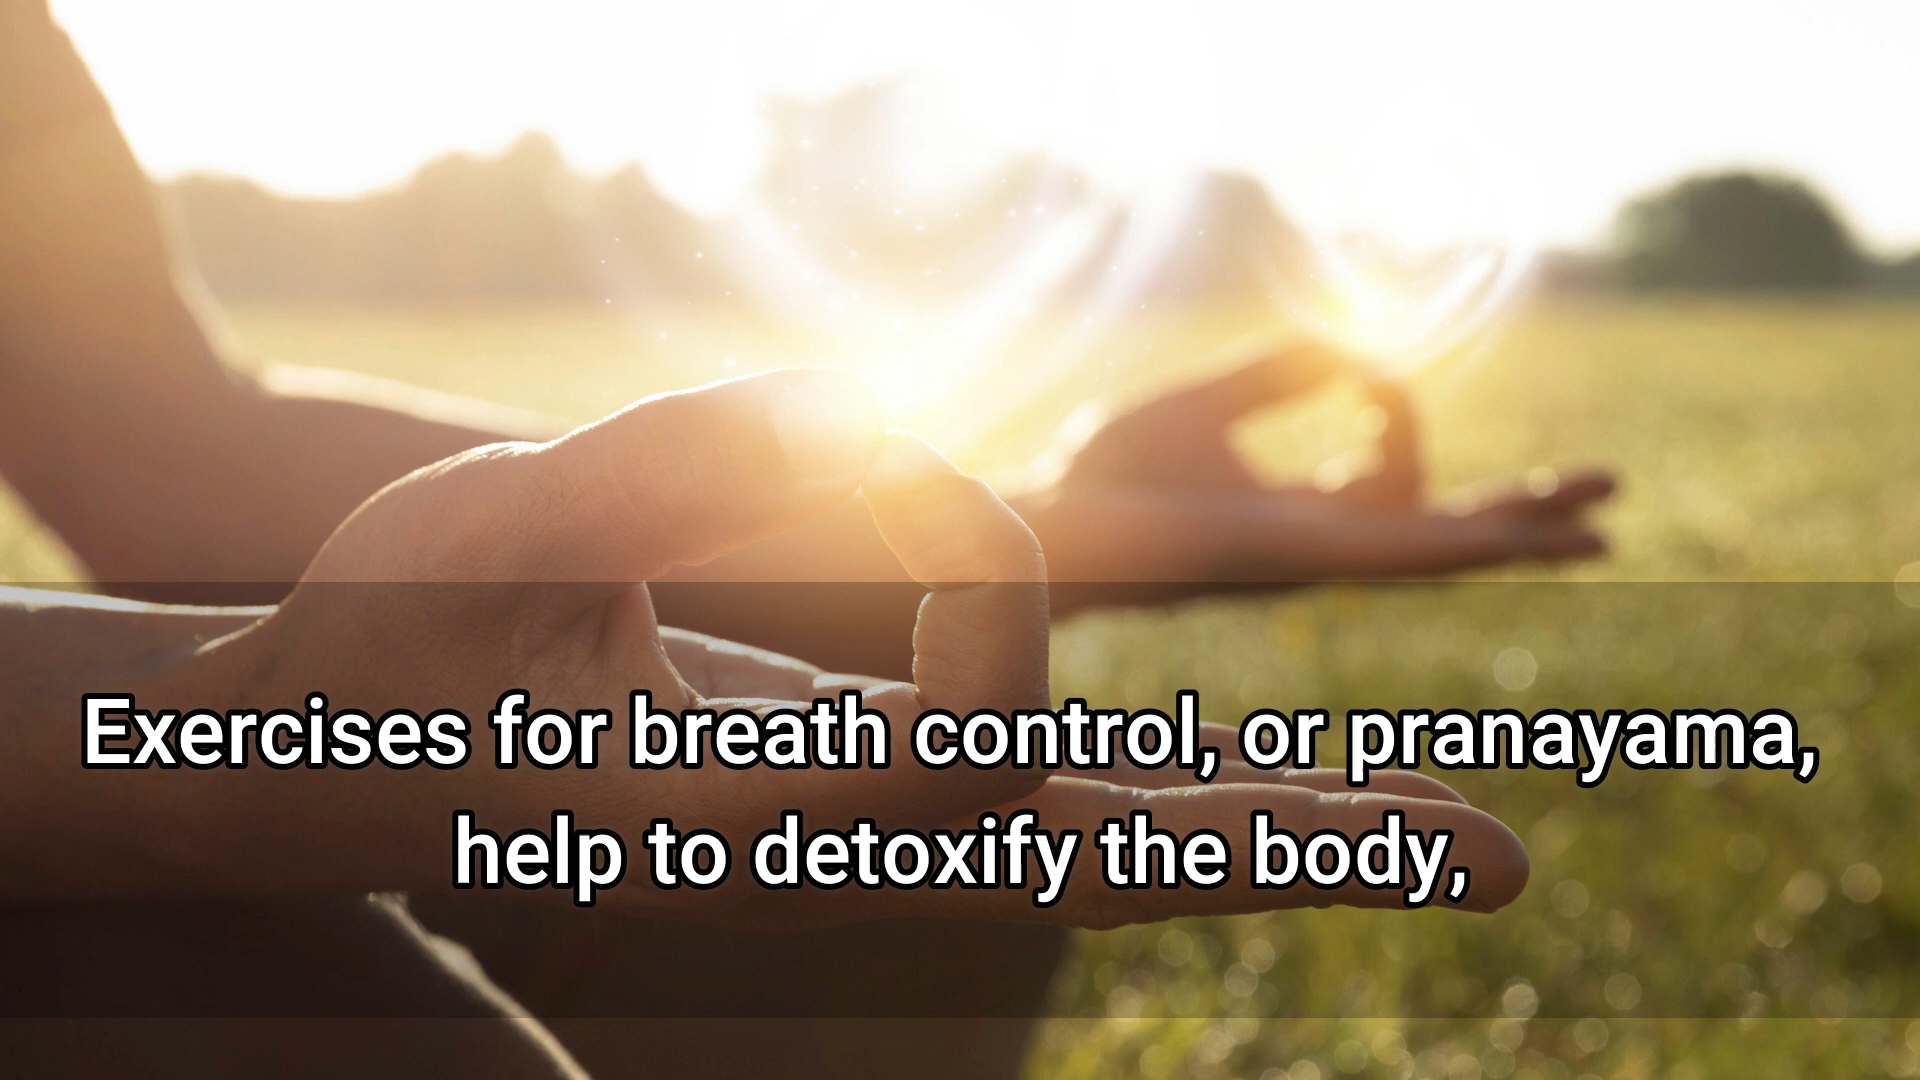 Exercises for breath control, or pranayama,
help to detoxify the body,